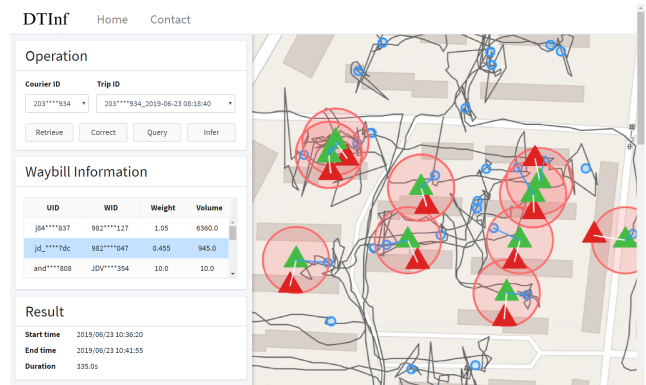 DTInf Home Contact
Operation
Courier ID Trip ID
203****934 203****934_2019-06-23 08:18:40
Retrieve Correct Query Infer
Waybill Information
UID WID Weight Volume
j84****837 982****127 1.05 6360.0
jd_****7dc 982****047 0.455 945.0
and****808 JDV****354 10.0 10.0
Result
Start time 2019/06/23 10:36:20
End time 2019/06/23 10:41:55
Duration 335.0s